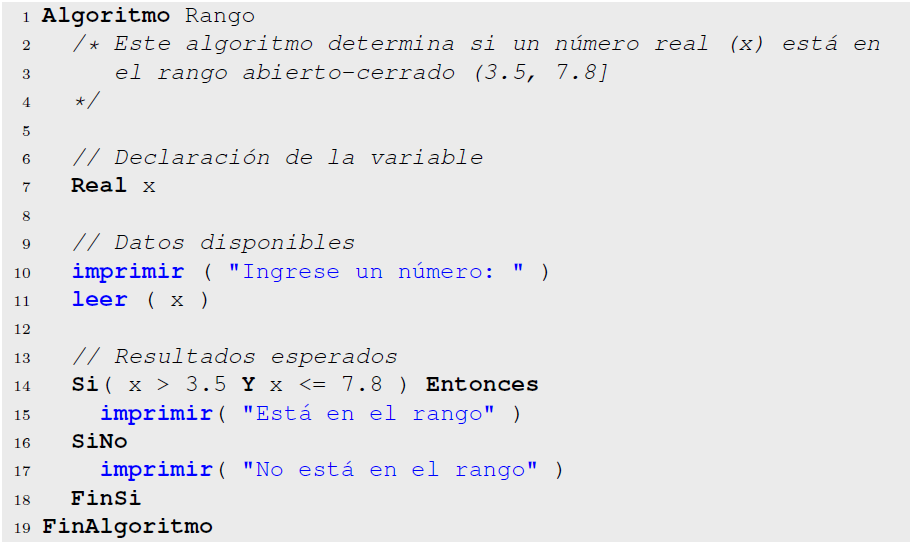 1 Algoritmo Rango
2 /* Este algoritmo determina si un número real (x) está en
3 el rango abierto-cerrado (3.5, 7.8]
4 */
5
6 // Declaración de la variable
7 Real x
8
9 // Datos disponibles
10 imprimir ( "Ingrese un número: " )
11 leer ( x )
12
13 // Resultados esperados
14 Si( x > 3.5 Y x <= 7.8 ) Entonces
15 imprimir( "Está en el rango" )
16 SiNo
17 imprimir( "No está en el rango" )
18 FinSi
19 FinAlgoritmo